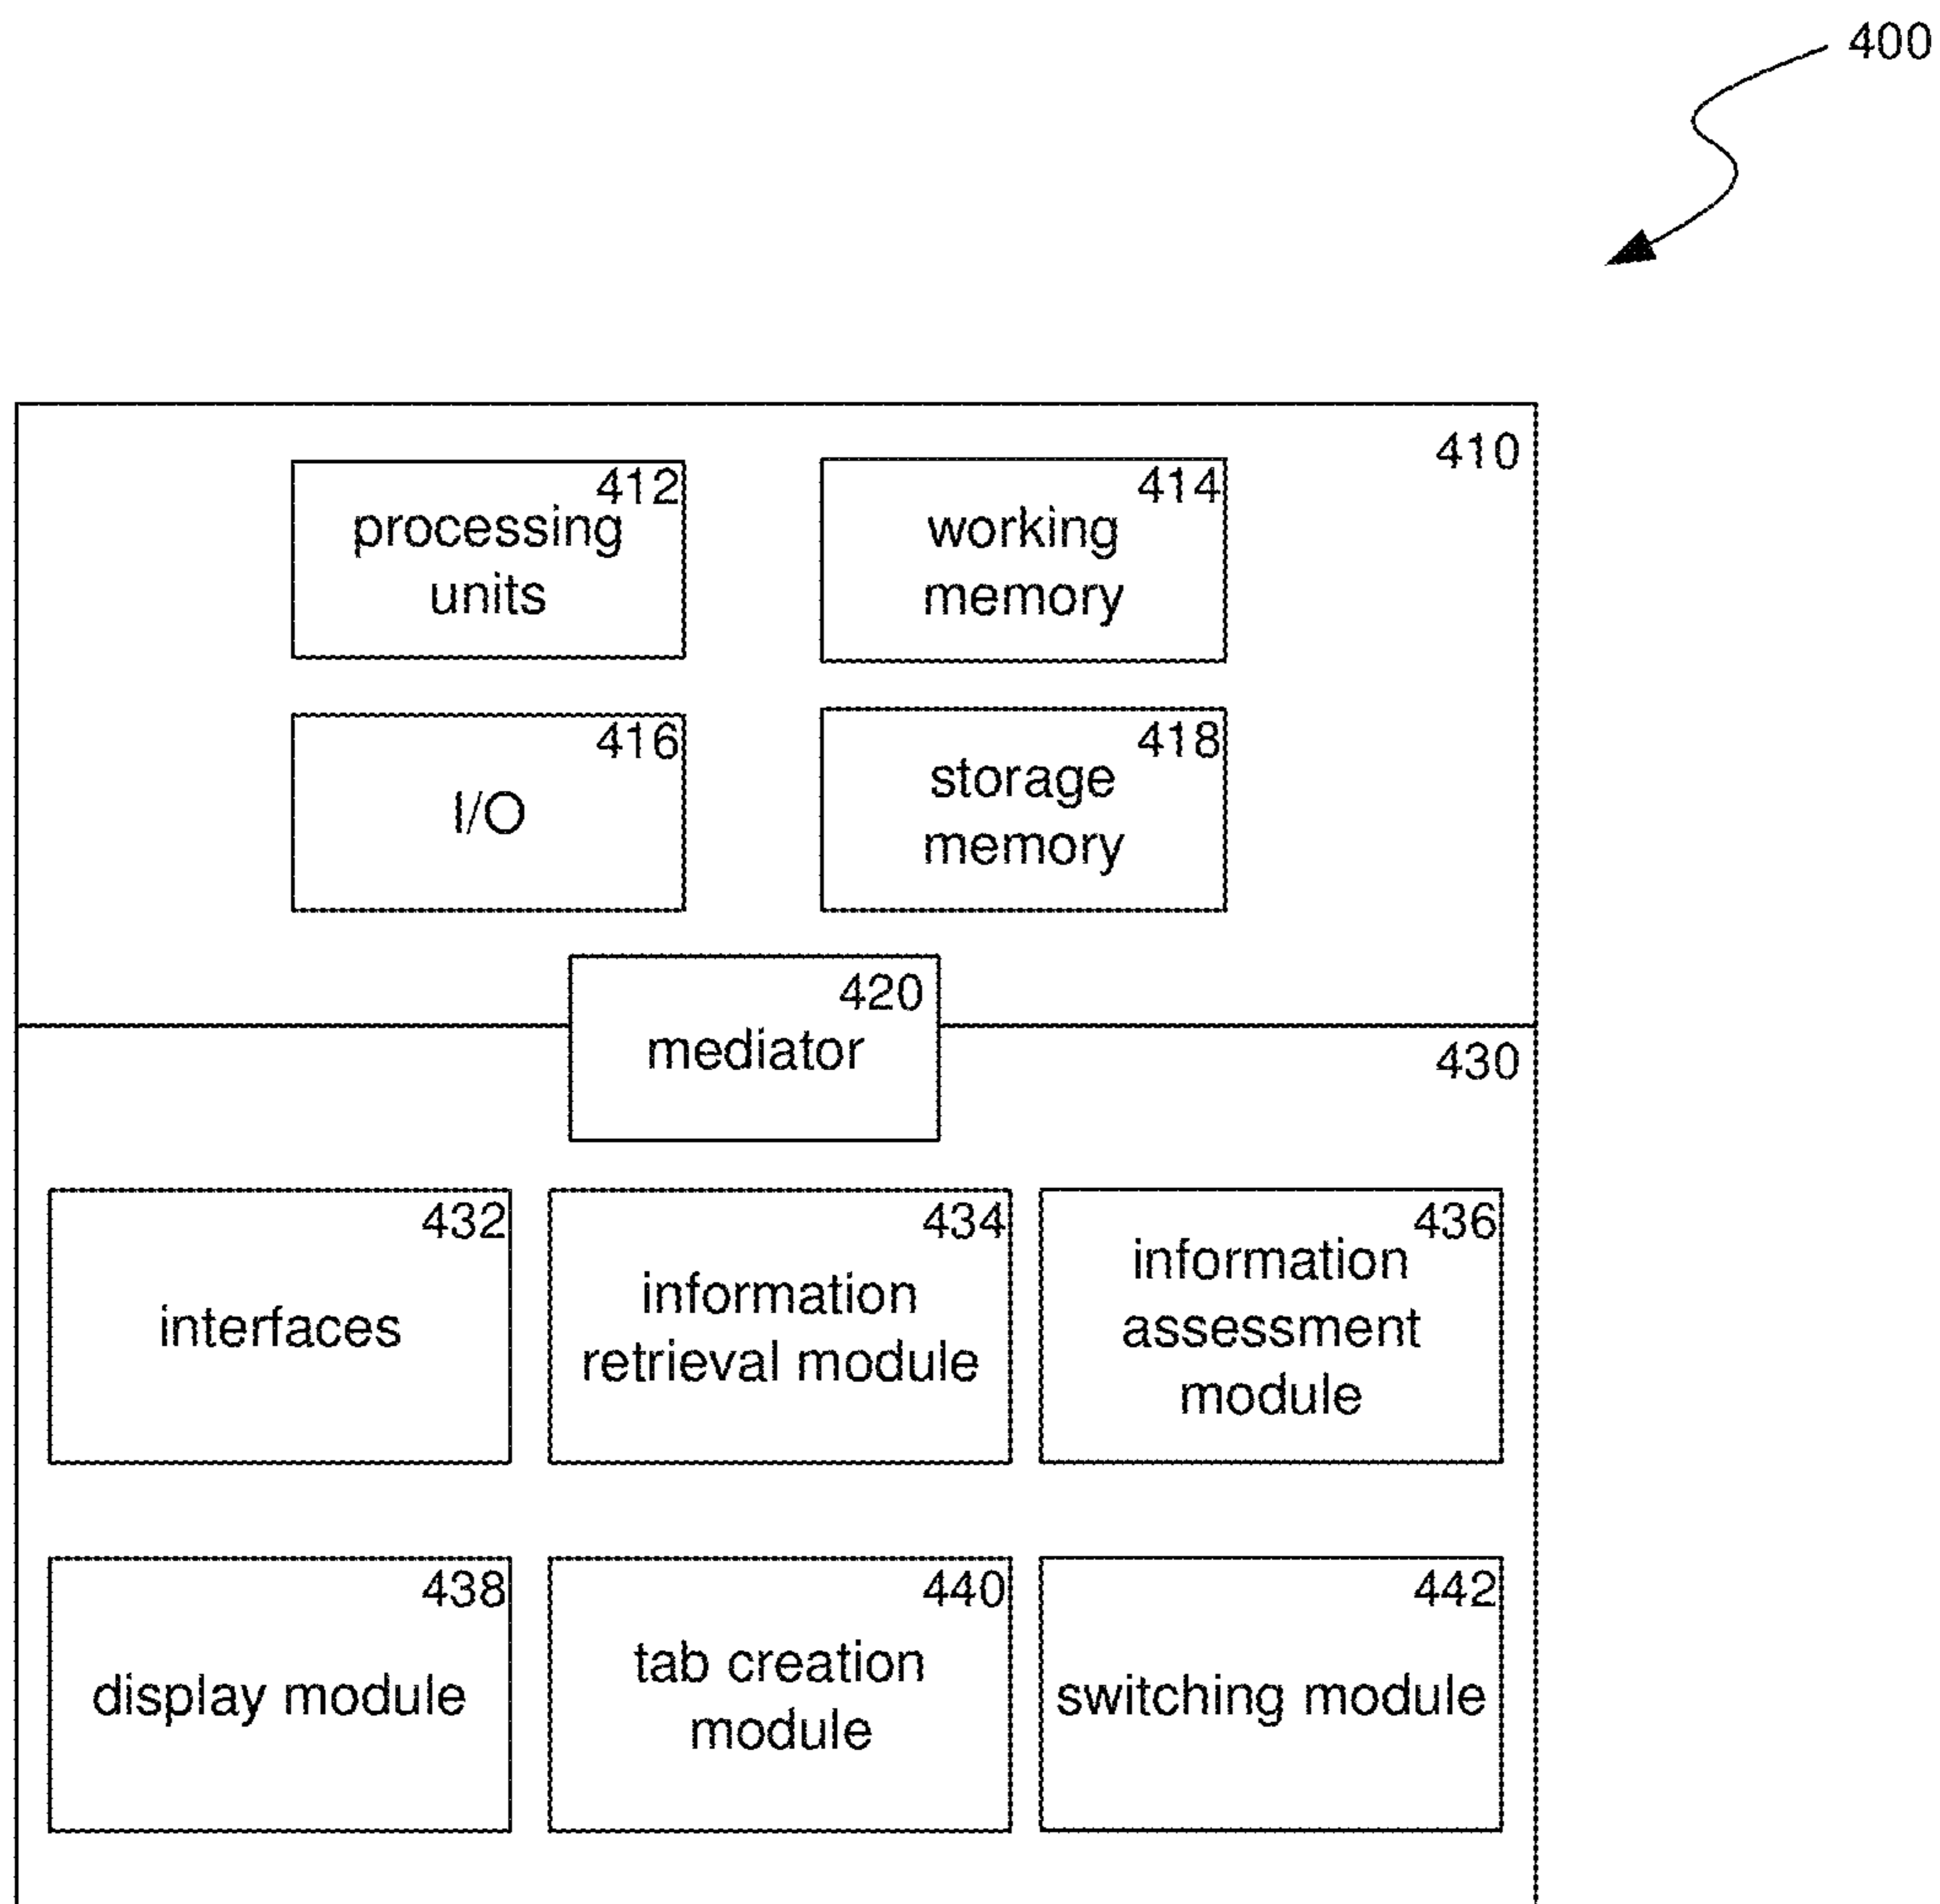 400
410
412
processing
units
414
working
memory
416
I/O
418
storage
memory
420
mediator
430
432
interfaces
434
information
retrieval module
436
information
assessment
module
438
display module
440
tab creation
module
442
switching module